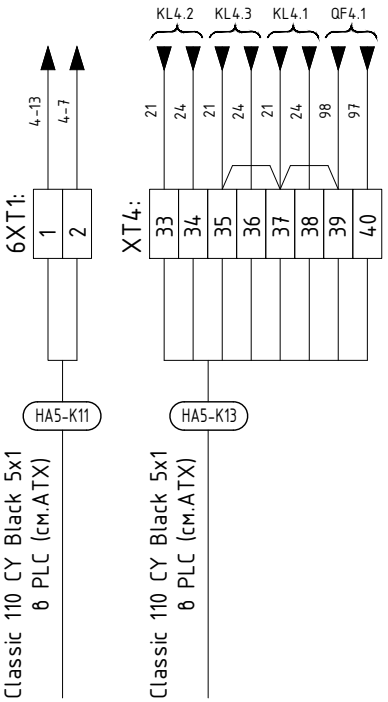 KL4.2 KL4.3 KL4.1 QF4.1
4-13 4-7
21 24 21 24 21 24 98 97
6XT1:
1 2
XT4:
33 34 35 36 37 38 39 40
HA5-K11
HA5-K13
Classic 110 CY Black 5x1
в PLC (см.АТХ)
Classic 110 CY Black 5x1
в PLC (см.АТХ)